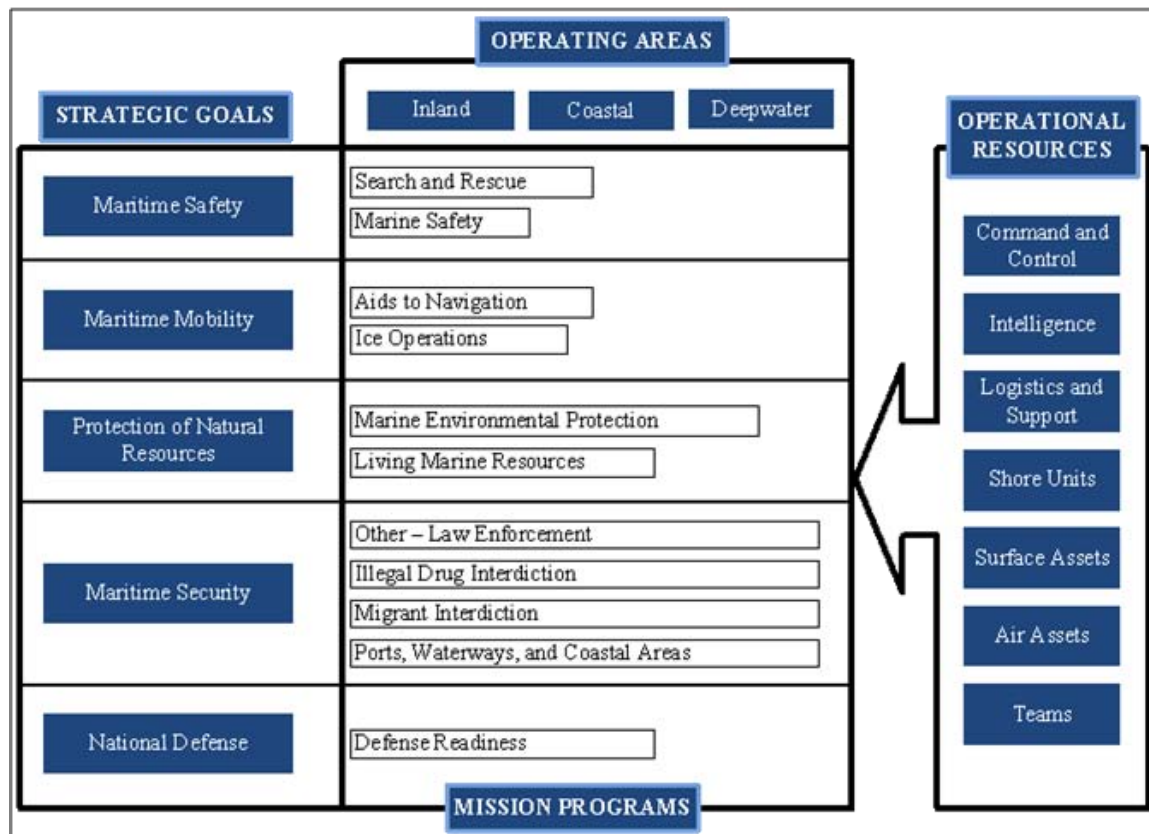 OPERATING AREAS
Inland
Coastal
Deepwater
STRATEGIC GOALS
Maritime Safety
Search and Rescue
Marine Safety
Maritime Mobility
Aids to Navigation
Ice Operations
Protection of Natural
Resources
Marine Environmental Protection
Living Marine Resources
Maritime Security
Other – Law Enforcement
Illegal Drug Interdiction
Migrant Interdiction
Ports, Waterways, and Coastal Areas
National Defense
Defense Readiness
MISSION PROGRAMS
OPERATIONAL
RESOURCES
Command and
Control
Intelligence
Logistics and
Support
Shore Units
Surface Assets
Air Assets
Teams